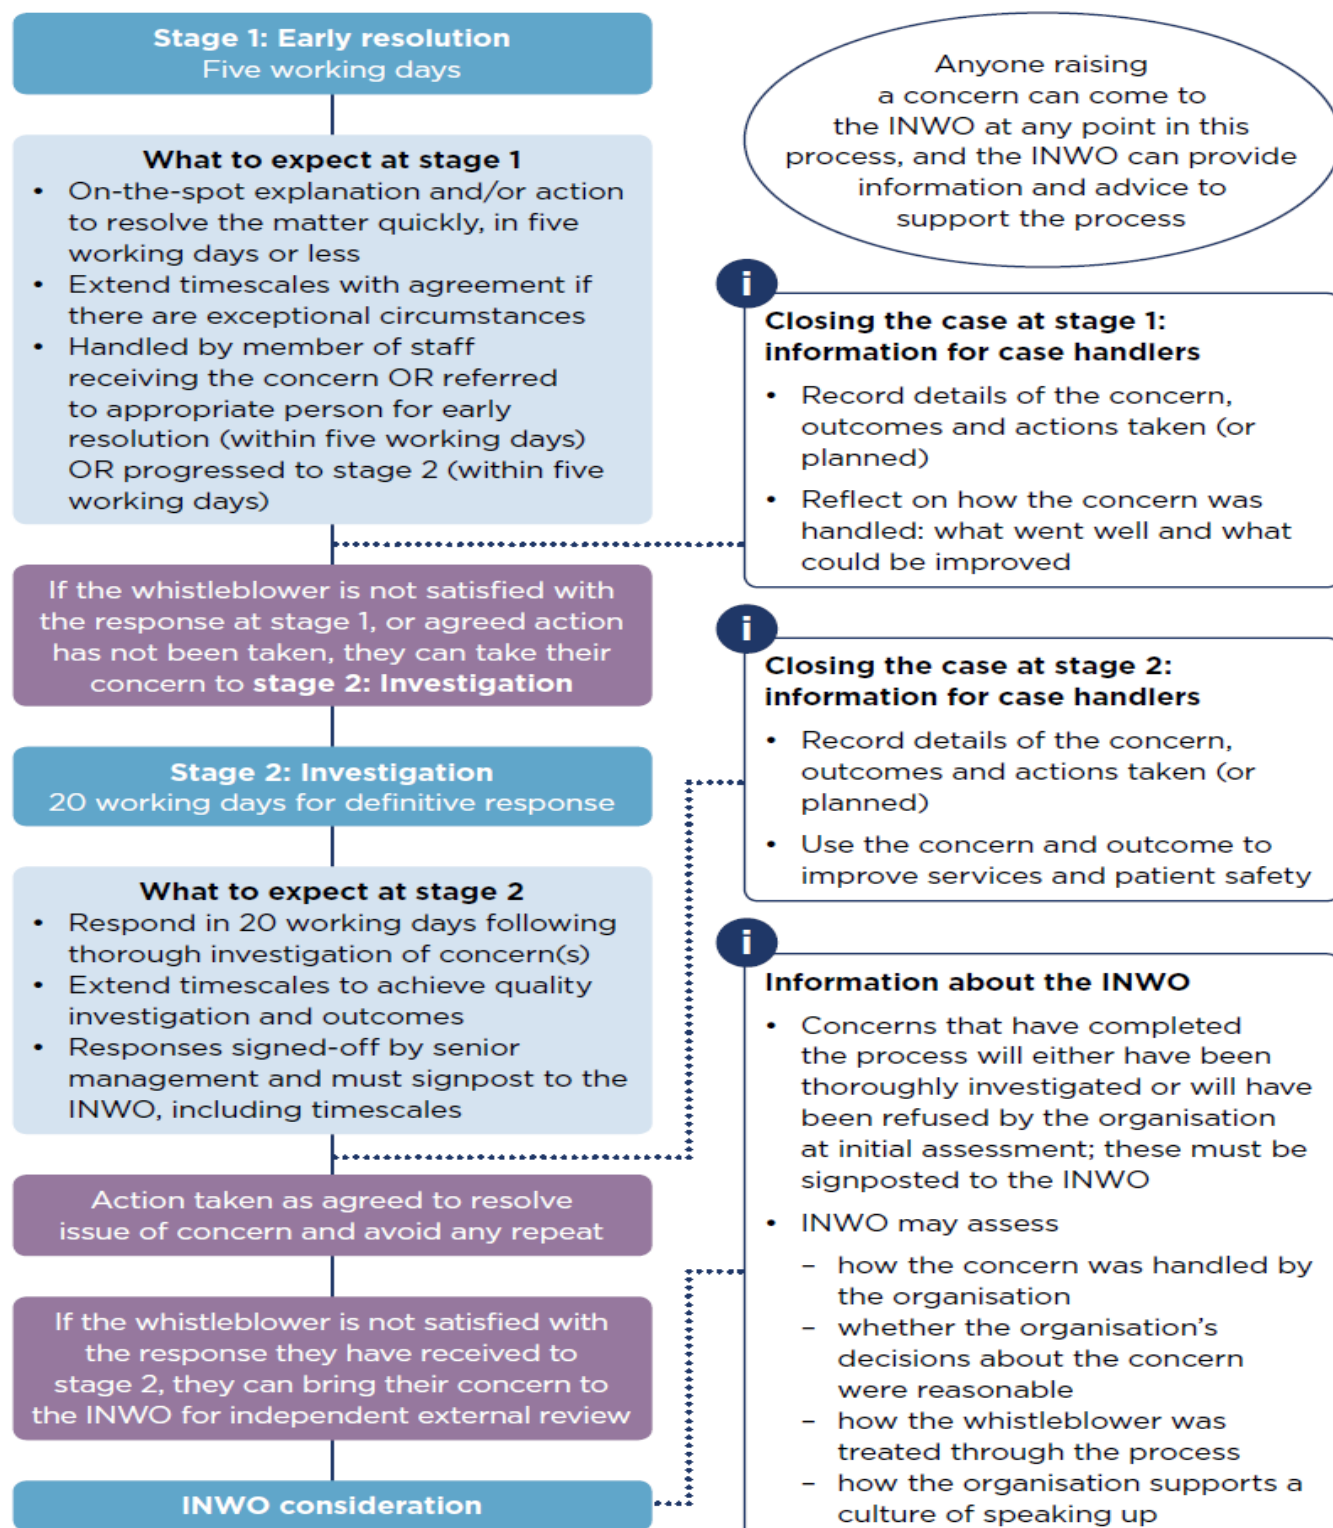 Stage 1: Early resolution
Five working days
What to expect at stage 1
• On-the-spot explanation and/or action
to resolve the matter quickly, in five
working days or less
• Extend timescales with agreement if
there are exceptional circumstances
• Handled by member of staff
receiving the concern OR referred
to appropriate person for early
resolution (within five working days)
OR progressed to stage 2 (within five
working days)
If the whistleblower is not satisfied with
the response at stage 1, or agreed action
has not been taken, they can take their
concern to stage 2: Investigation
Stage 2: Investigation
20 working days for definitive response
What to expect at stage 2
• Respond in 20 working days following
thorough investigation of concern(s)
• Extend timescales to achieve quality
investigation and outcomes
• Responses signed-off by senior
management and must signpost to the
INWO, including timescales
Action taken as agreed to resolve
issue of concern and avoid any repeat
If the whistleblower is not satisfied with
the response they have received to
stage 2, they can bring their concern to
the INWO for independent external review
INWO consideration
Anyone raising
a concern can come to
the INWO at any point in this
process, and the INWO can provide
information and advice to
support the process
i
Closing the case at stage 1:
information for case handlers
• Record details of the concern,
outcomes and actions taken (or
planned)
• Reflect on how the concern was
handled: what went well and what
could be improved
i
Closing the case at stage 2:
information for case handlers
• Record details of the concern,
outcomes and actions taken (or
planned)
• Use the concern and outcome to
improve services and patient safety
i
Information about the INWO
• Concerns that have completed
the process will either have been
thoroughly investigated or will have
been refused by the organisation
at initial assessment; these must be
signposted to the INWO
• INWO may assess
– how the concern was handled by
the organisation
– whether the organisation's
decisions about the concern
were reasonable
– how the whistleblower was
treated through the process
– how the organisation supports a
culture of speaking up